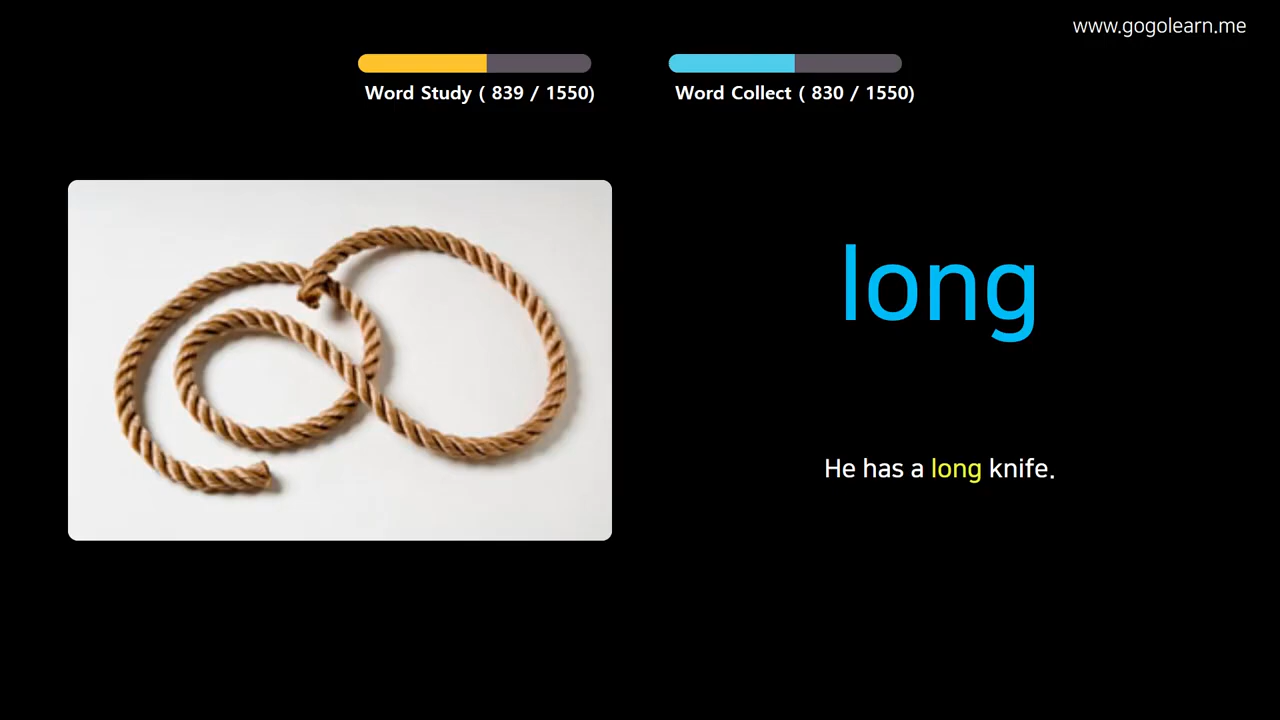 www.gogolearn.me
Word Study ( 839 / 1550)
Word Collect ( 830 / 1550)
long
He has a long knife.